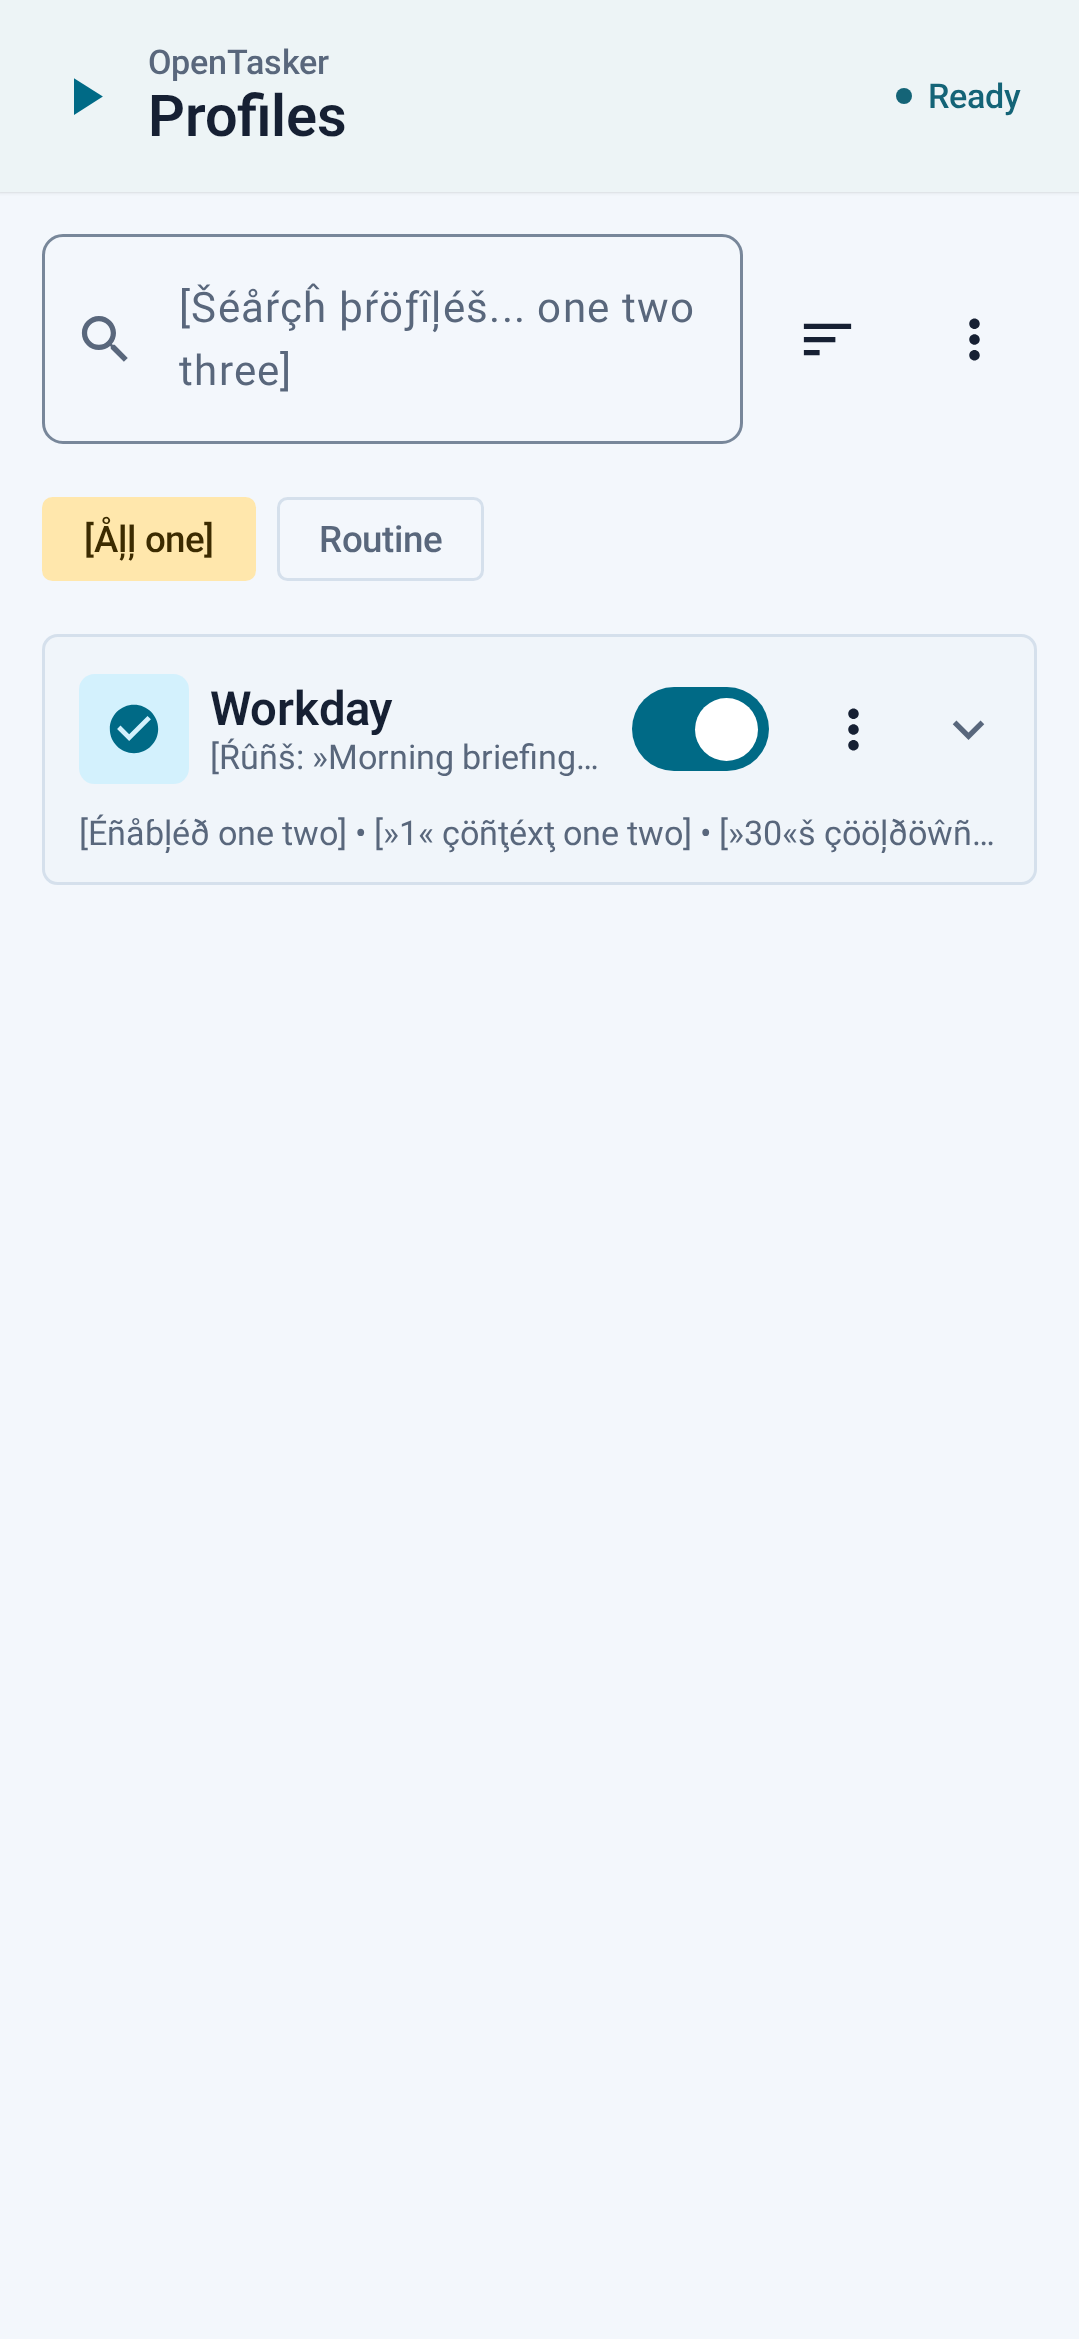 OpenTasker
Profiles
Ready
[Šéåŕçĥ þŕöƒîļéš... one two
three]
[Åļļ one]
Routine
Workday
[Ŕûñš: »Morning briefing…
[Éñåƀļéð one two] • [»1« çöñţéxţ one two] • [»30«š çööļðöŵñ…